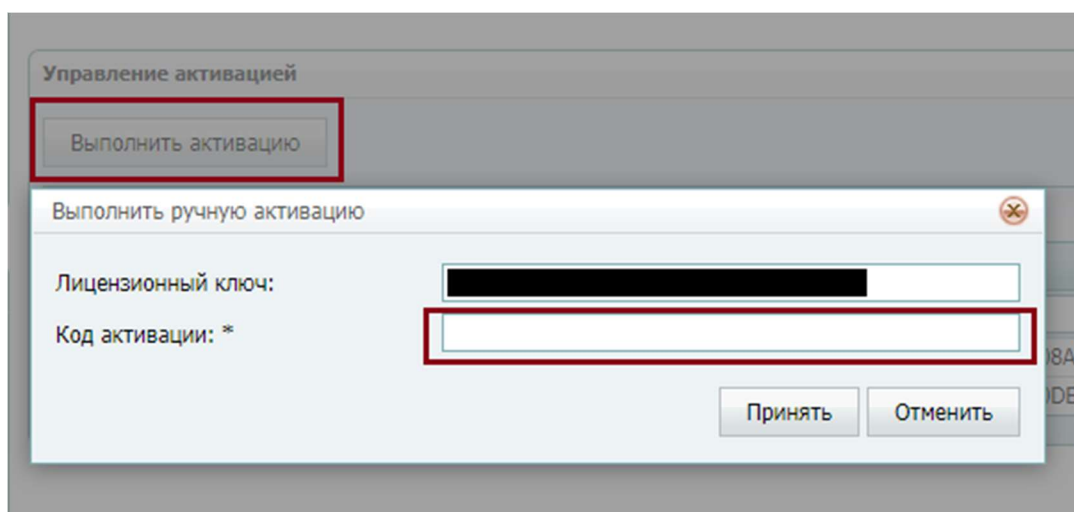 Управление активацией
Выполнить активацию
Выполнить ручную активацию
Лицензионный ключ:
Код активации: *
Принять Отменить